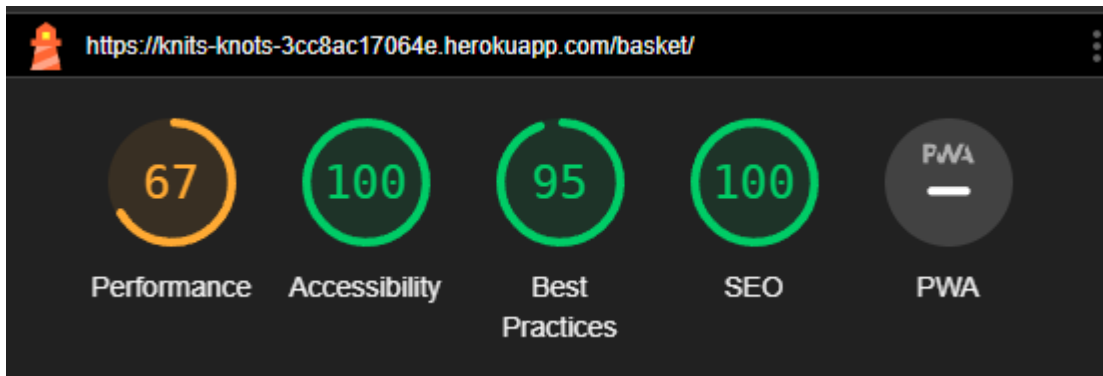 https://knits-knots-3cc8ac17064e.herokuapp.com/basket/
67
100
95
100
PWA
Performance
Accessibility
Best
Practices
SEO
PWA